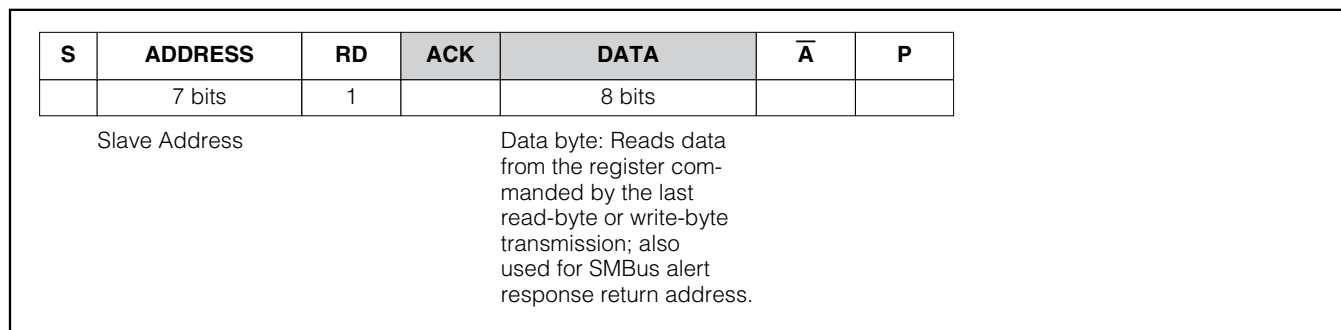 S ADDRESS RD ACK DATA A̅ P
7 bits 1 8 bits
Slave Address
Data byte: Reads data
from the register com-
manded by the last
read-byte or write-byte
transmission; also
used for SMBus alert
response return address.